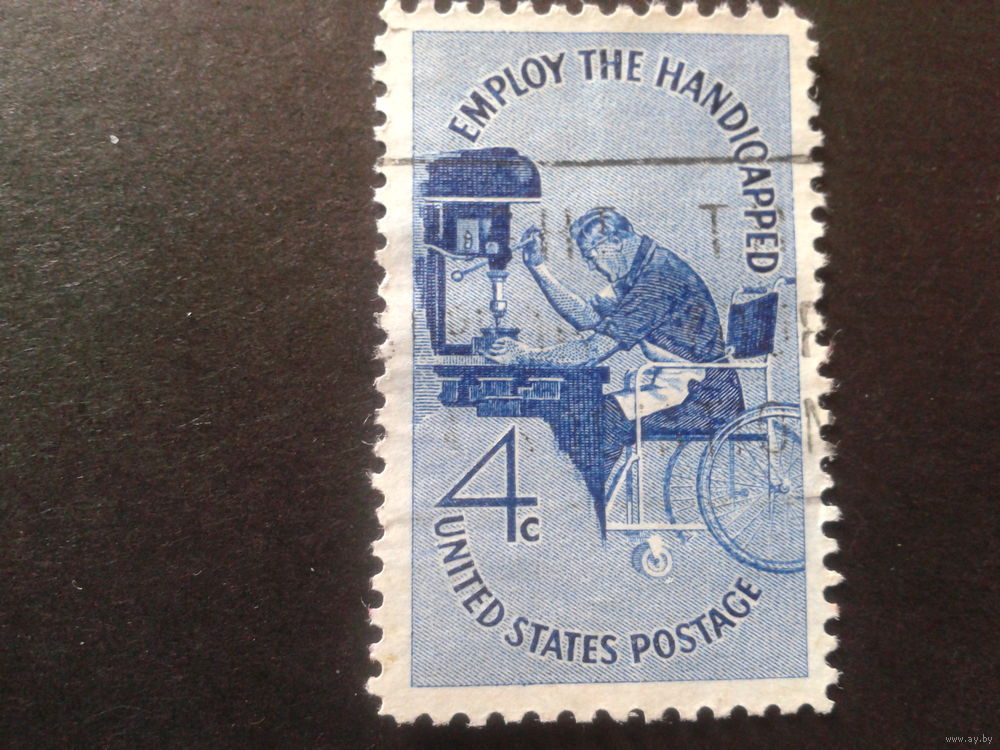 EMPLOY THE HANDICAPPED
4c
UNITED STATES POSTAGE
www.ay.by